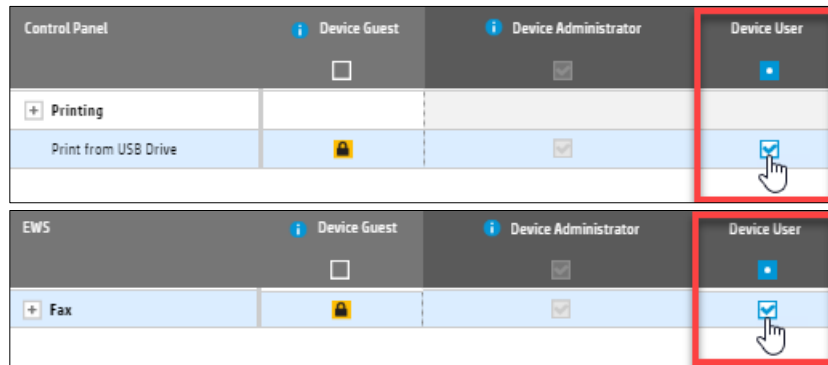 Control Panel Device Guest Device Administrator Device User
Printing
Print from USB Drive
EWS Device Guest Device Administrator Device User
Fax